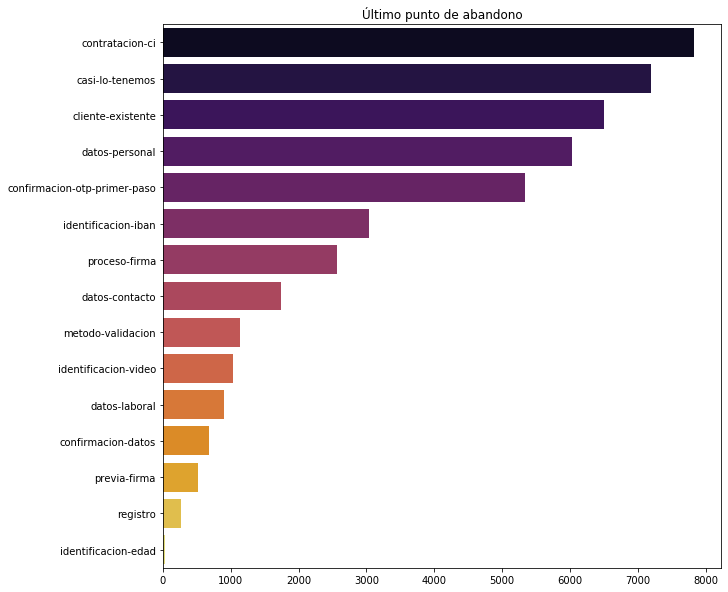 Último punto de abandono
contratacion-ci
casi-lo-tenemos
cliente-existente
datos-personal
confirmacion-otp-primer-paso
identificacion-iban
proceso-firma
datos-contacto
metodo-validacion
identificacion-video
datos-laboral
confirmacion-datos
previa-firma
registro
identificacion-edad
0 1000 2000 3000 4000 5000 6000 7000 8000